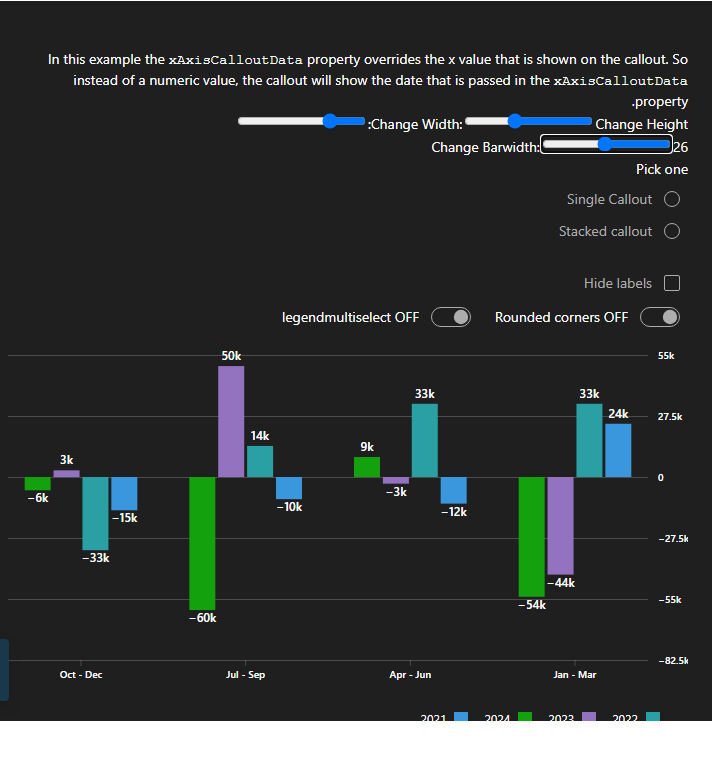 In this example the xAxisCalloutData property overrides the x value that is shown on the callout. So
instead of a numeric value, the callout will show the date that is passed in the xAxisCalloutData
.property
:Change Width: Change Height
Change Barwidth: 26
Pick one
Single Callout
Stacked callout
Hide labels
legendmultiselect OFF Rounded corners OFF
50k 55k
33k 33k
27.5k
24k
14k
9k
3k
0
−6k −3k
−15k −10k −12k
−33k −27.5k
−44k
−60k −54k −55k
−82.5k
Oct - Dec Jul - Sep Apr - Jun Jan - Mar
2021 2024 2023 2022